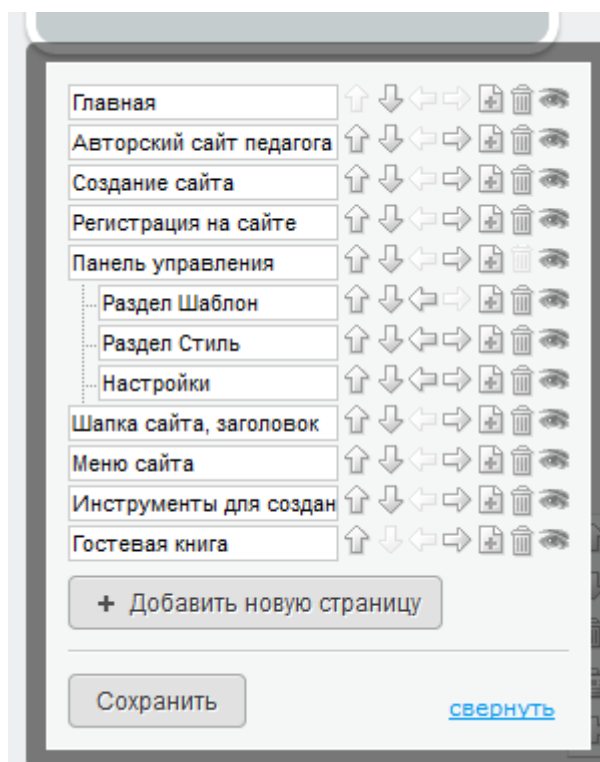 Главная
Авторский сайт педагога
Создание сайта
Регистрация на сайте
Панель управления
Раздел Шаблон
Раздел Стиль
Настройки
Шапка сайта, заголовок
Меню сайта
Инструменты для создан
Гостевая книга
+ Добавить новую страницу
Сохранить
свернуть